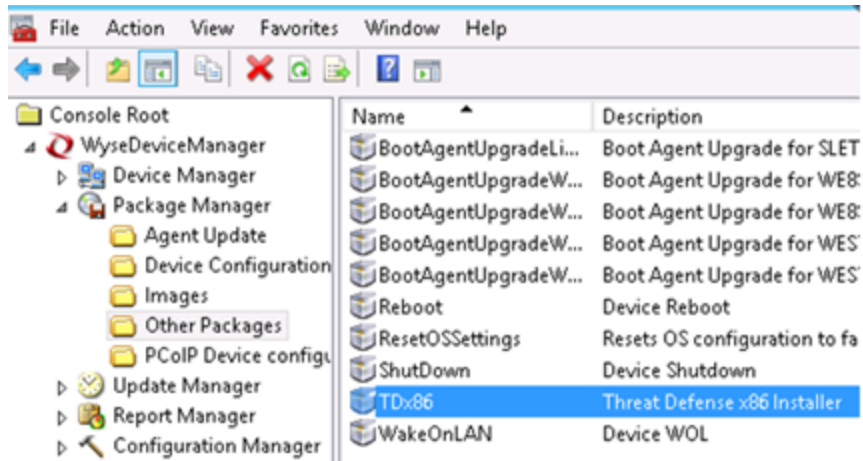 File Action View Favorites Window Help
Console Root
WyseDeviceManager
Device Manager
Package Manager
Agent Update
Device Configuration
Images
Other Packages
PCoIP Device configu
Update Manager
Report Manager
Configuration Manager
Name Description
BootAgentUpgradeLi... Boot Agent Upgrade for SLET
BootAgentUpgradeW... Boot Agent Upgrade for WE8
BootAgentUpgradeW... Boot Agent Upgrade for WE8
BootAgentUpgradeW... Boot Agent Upgrade for WES
BootAgentUpgradeW... Boot Agent Upgrade for WES
Reboot Device Reboot
ResetOSSettings Resets OS configuration to fa
ShutDown Device Shutdown
TDx86 Threat Defense x86 Installer
WakeOnLAN Device WOL